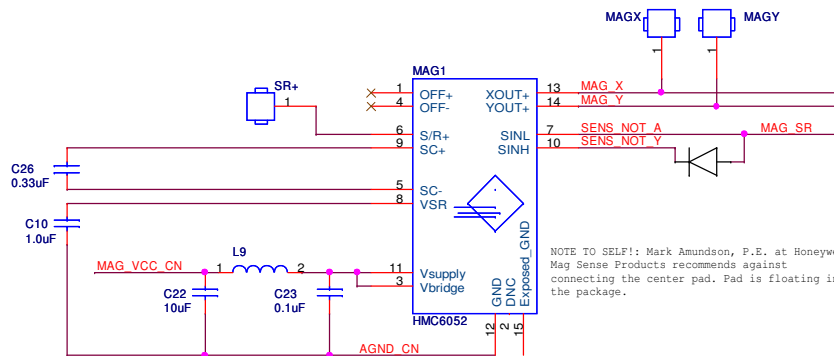 MAGX
MAGY
1
1
MAG1
SR+
1
1 OFF+
4 OFF-
6 S/R+
9 SC+
5 SC-
8 VSR
11 Vsupply
3 Vbridge
XOUT+ 13 MAG_X
YOUT+ 14 MAG_Y
SINL 7 SENS_NOT_A MAG_SR
SINH 10 SENS_NOT_Y
C26
0.33uF
C10
1.0uF
L9
MAG_VCC_CN 1 2
C22
10uF
C23
0.1uF
GND
DNC
Exposed_GND
HMC6052
12
2
15
AGND_CN
NOTE TO SELF!: Mark Amundson, P.E. at Honeyw
Mag Sense Products recommends against
connecting the center pad. Pad is floating in
the package.